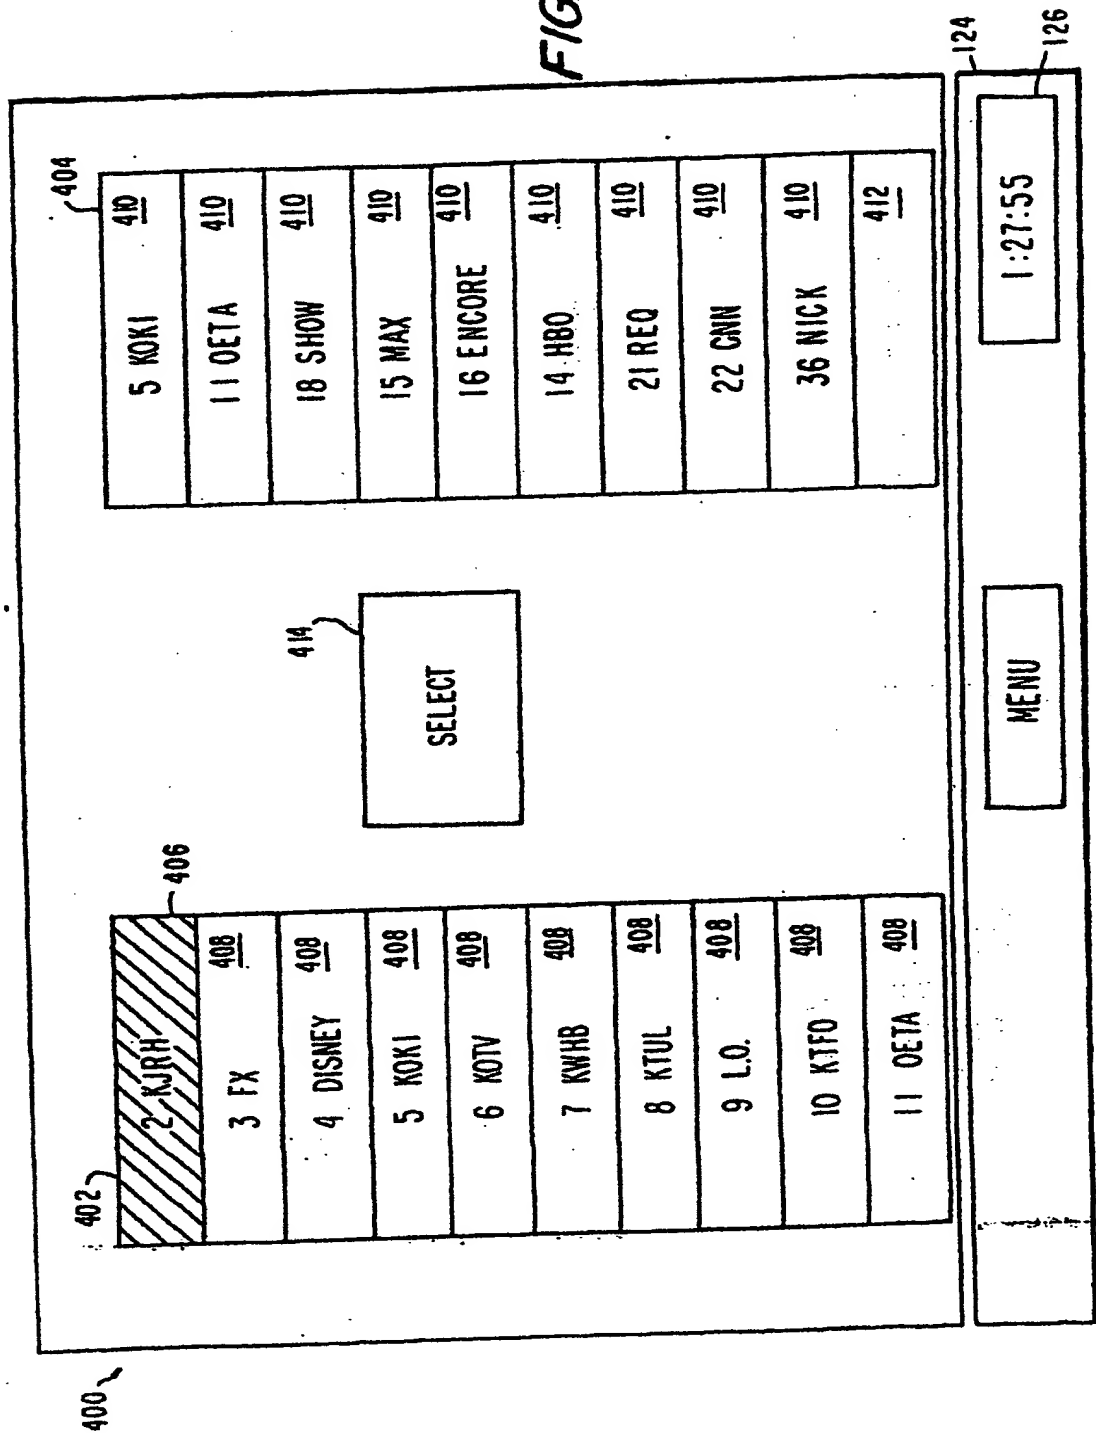 FIG
400
402
2 KJRH
406
3 FX 408
4 DISNEY 408
5 KOKI 408
6 KOTV 408
7 KWHB 408
8 KTUL 408
9 L.O. 408
10 KTFO 408
11 OETA 408
414
SELECT
404
5 KOKI 410
11 OETA 410
18 SHOW 410
15 MAX 410
16 ENCORE 410
14 HBO 410
21 REQ 410
22 CNN 410
36 NICK 410
412
124
MENU
1:27:55
126